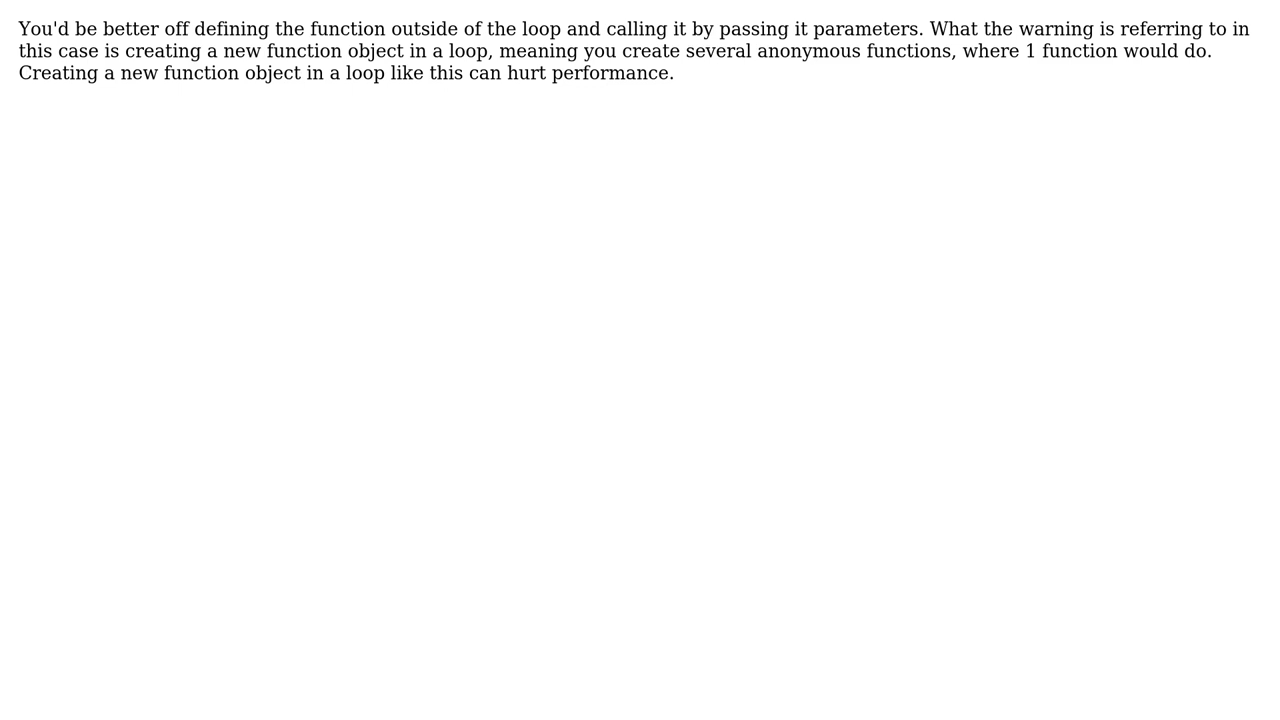 You'd be better off defining the function outside of the loop and calling it by passing it parameters. What the warning is referring to in
this case is creating a new function object in a loop, meaning you create several anonymous functions, where 1 function would do.
Creating a new function object in a loop like this can hurt performance.